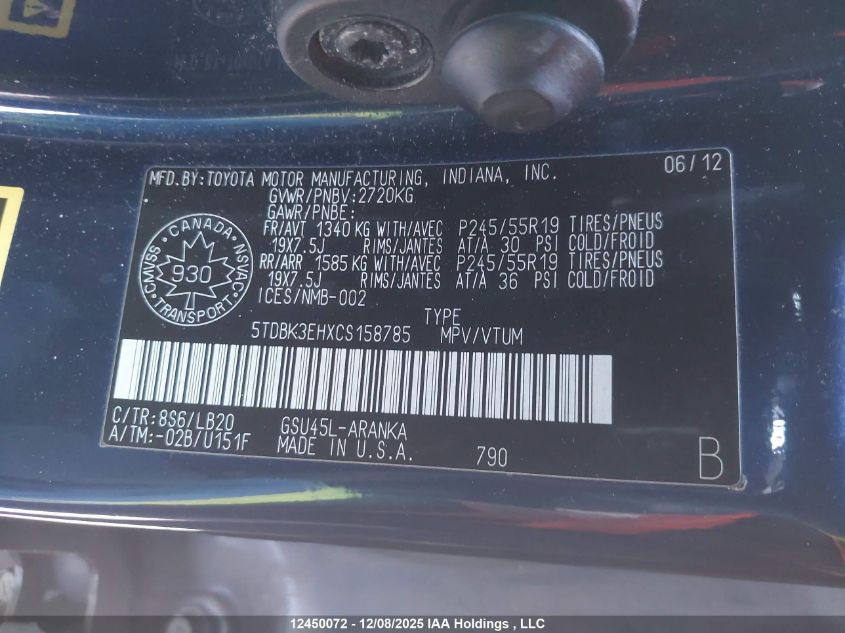 MFD.BY:TOYOTA MOTOR MANUFACTURING, INDIANA, INC. 06/12
GVWR/PNBV:2720KG
GAWR/PNBE:
FR/AVT 1340 KG WITH/AVEC P245/55R19 TIRES/PNEUS
19X7.5J RIMS/JANTES AT/A 30 PSI COLD/FROID
RR/ARR 1585 KG WITH/AVEC P245/55R19 TIRES/PNEUS
19X7.5J RIMS/JANTES AT/A 36 PSI COLD/FROID
ICES/NMB-002
CANADA
CMVSS 930 NSVAC
TRANSPORT
TYPE
5TDBK3EHXCS158785 MPV/VTUM
C/TR:8S6/LB20 GSU45L-ARANKA
A/TM:-02B/U151F MADE IN U.S.A. 790 B
12450072 - 12/08/2025 IAA Holdings , LLC